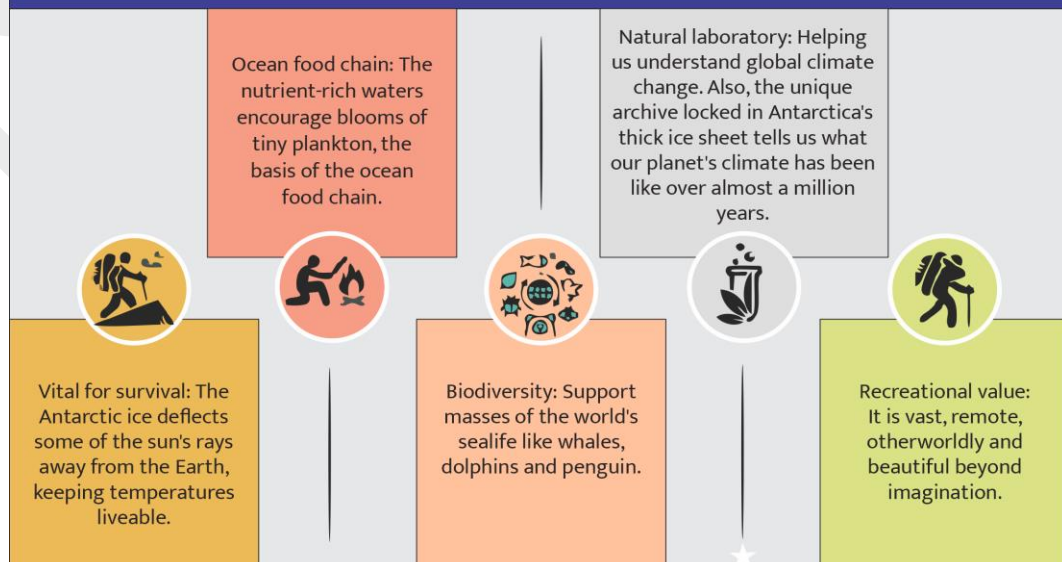 Ocean food chain: The
nutrient-rich waters
encourage blooms of
tiny plankton, the
basis of the ocean
food chain.
Natural laboratory: Helping
us understand global climate
change. Also, the unique
archive locked in Antarctica's
thick ice sheet tells us what
our planet's climate has been
like over almost a million
years.
Vital for survival: The
Antarctic ice deflects
some of the sun's rays
away from the Earth,
keeping temperatures
liveable.
Biodiversity: Support
masses of the world's
sealife like whales,
dolphins and penguin.
Recreational value:
It is vast, remote,
otherworldly and
beautiful beyond
imagination.